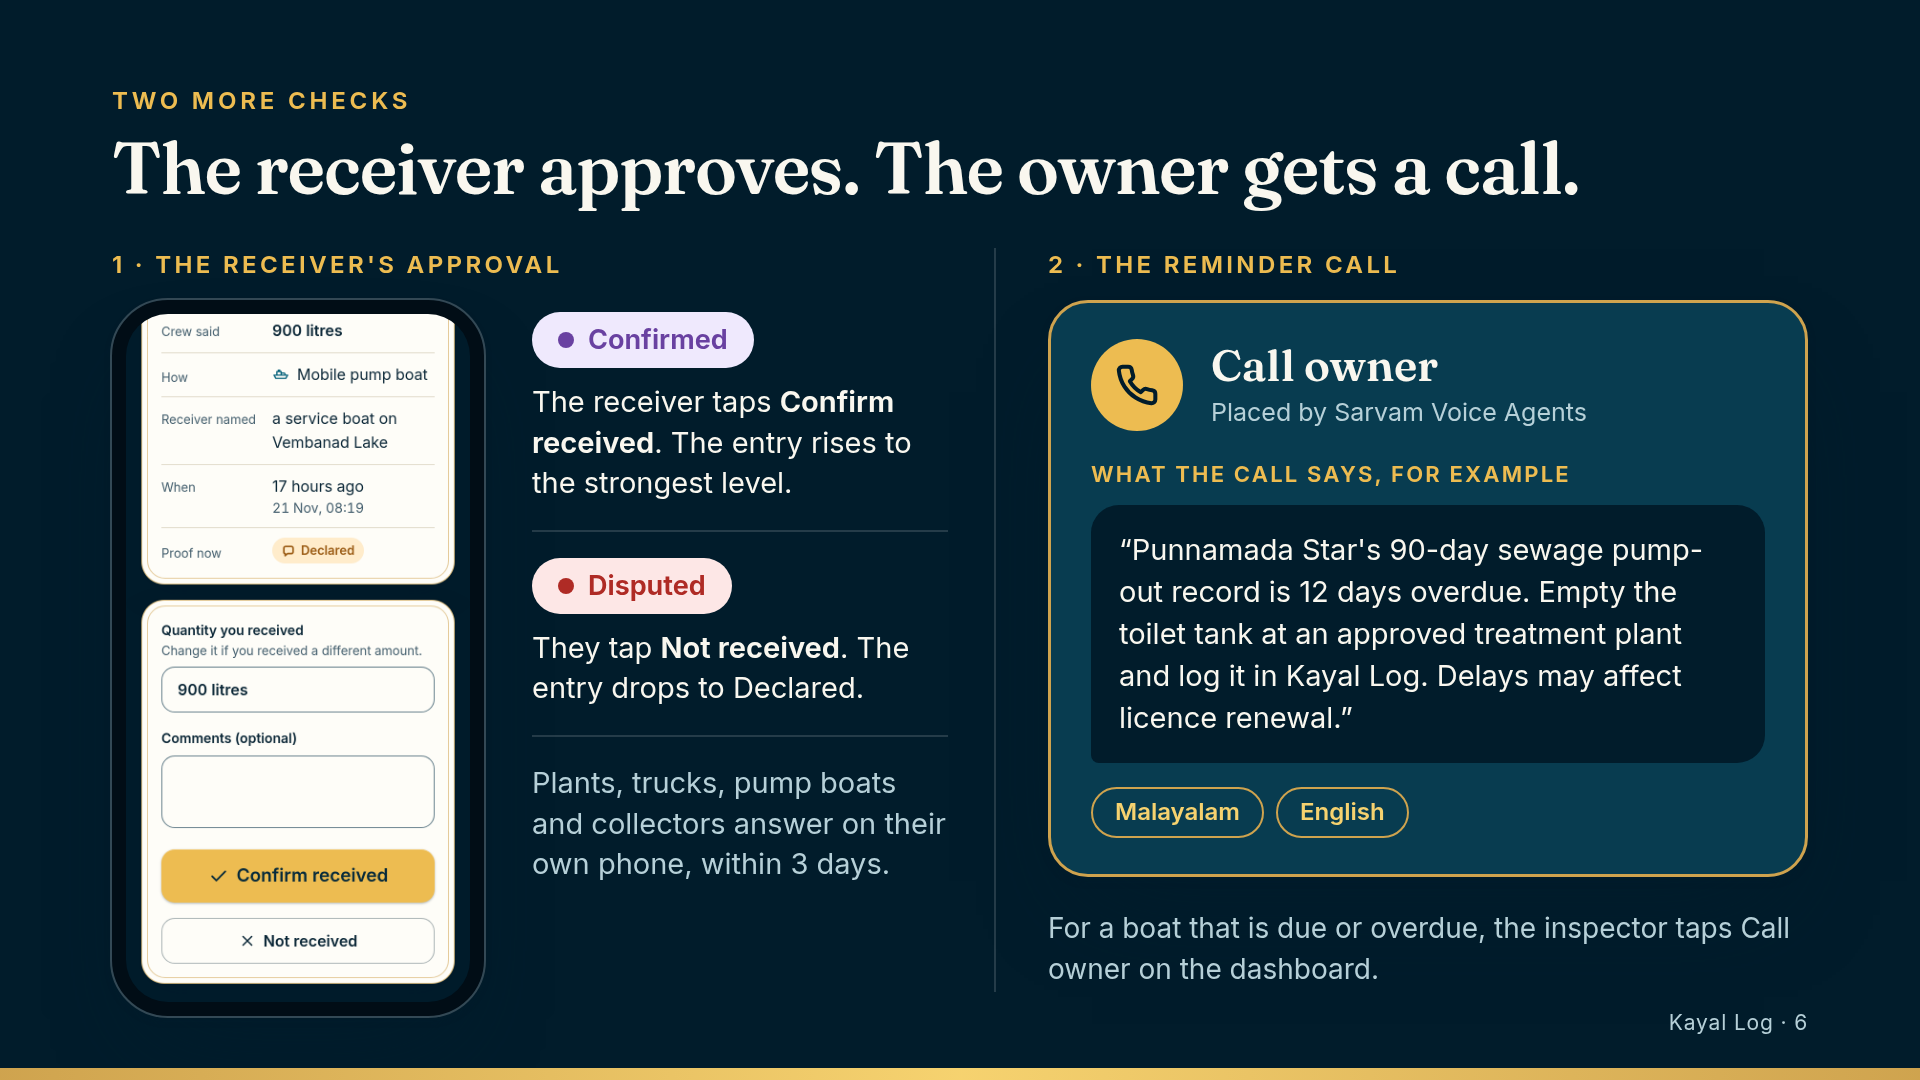 TWO MORE CHECKS
The receiver approves. The owner gets a call.
1 · THE RECEIVER'S APPROVAL
Crew said 900 litres
How Mobile pump boat
Receiver named a service boat on
Vembanad Lake
When 17 hours ago
21 Nov, 08:19
Proof now Declared
Quantity you received
Change it if you received a different amount.
900 litres
Comments (optional)
Confirm received
Not received
Confirmed
The receiver taps Confirm
received. The entry rises to
the strongest level.
Disputed
They tap Not received. The
entry drops to Declared.
Plants, trucks, pump boats
and collectors answer on their
own phone, within 3 days.
2 · THE REMINDER CALL
Call owner
Placed by Sarvam Voice Agents
WHAT THE CALL SAYS, FOR EXAMPLE
“Punnamada Star's 90-day sewage pump-
out record is 12 days overdue. Empty the
toilet tank at an approved treatment plant
and log it in Kayal Log. Delays may affect
licence renewal.”
Malayalam English
For a boat that is due or overdue, the inspector taps Call
owner on the dashboard.
Kayal Log · 6